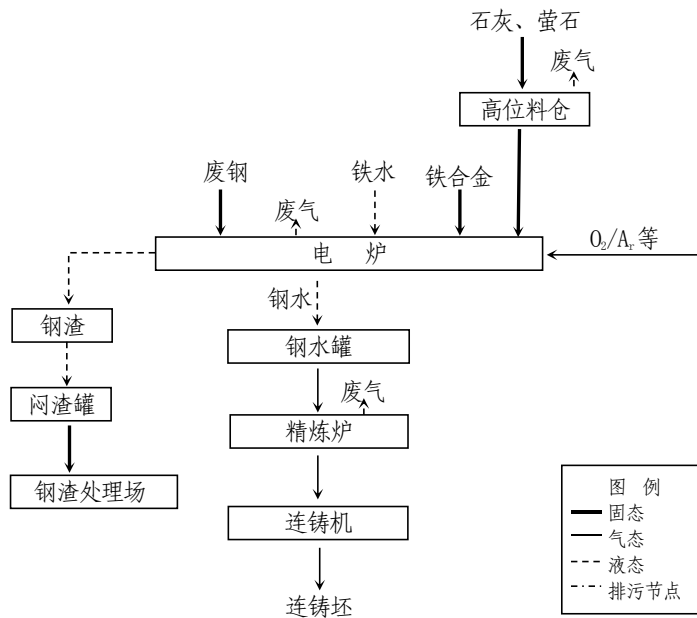 石灰、萤石
废气
高位料仓
废钢
铁水
铁合金
废气
O₂/Aᵣ等
电 炉
钢水
钢渣
钢水罐
闷渣罐
废气
精炼炉
钢渣处理场
连铸机
连铸坯
图 例
固态
气态
液态
排污节点